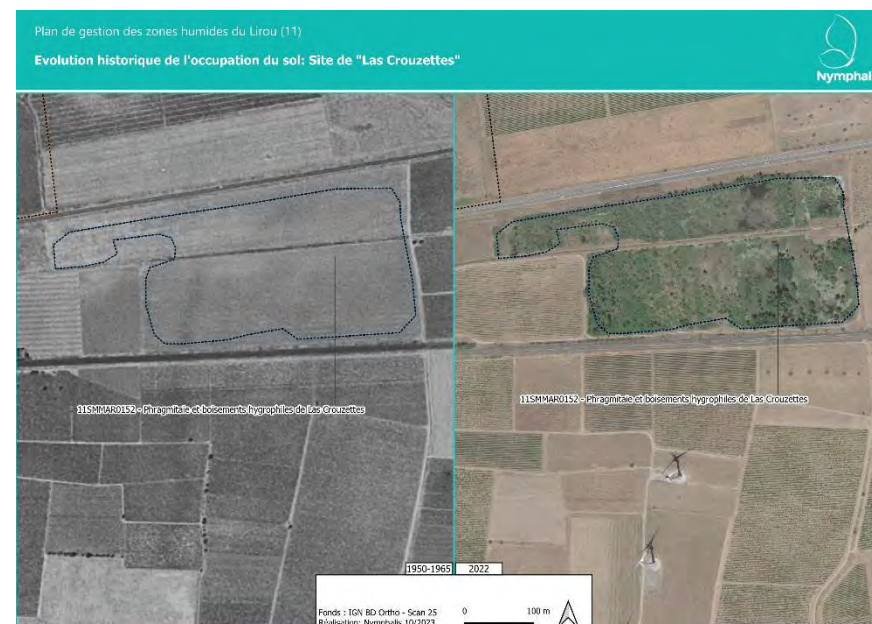 Plan de gestion des zones humides du Lirou (11)
Evolution historique de l'occupation du sol: Site de "Las Crouzettes"
Nymphal
11SMMAR0152 - Phragmitaie et boisements hygrophiles de Las Crouzettes
11SMMAR0152 - Phragmitaie et boisements hygrophiles de Las Crouzettes
1950-1965
2022
Fonds : IGN BD Ortho - Scan 25
0 100 m
Réalisation: Nymphalis 10/2023